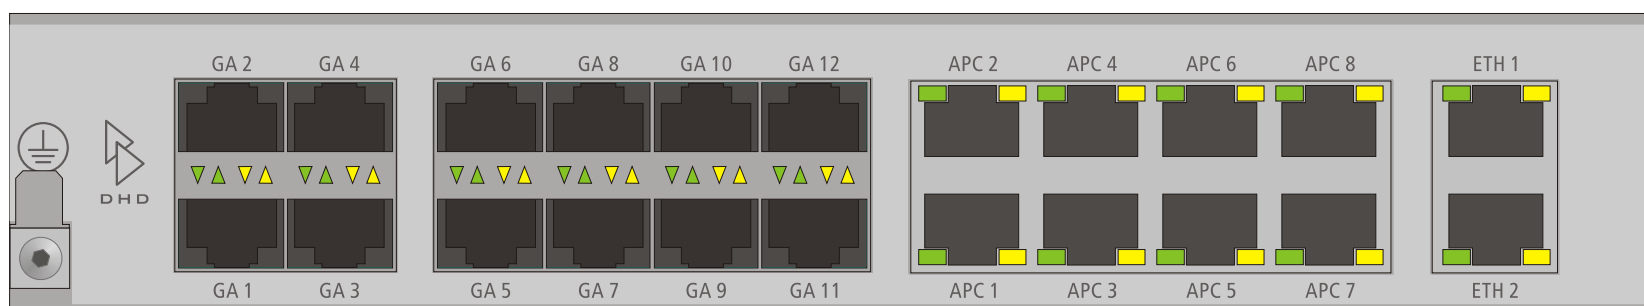 GA 2 GA 4 GA 6 GA 8 GA 10 GA 12 APC 2 APC 4 APC 6 APC 8 ETH 1
DHD
GA 1 GA 3 GA 5 GA 7 GA 9 GA 11 APC 1 APC 3 APC 5 APC 7 ETH 2